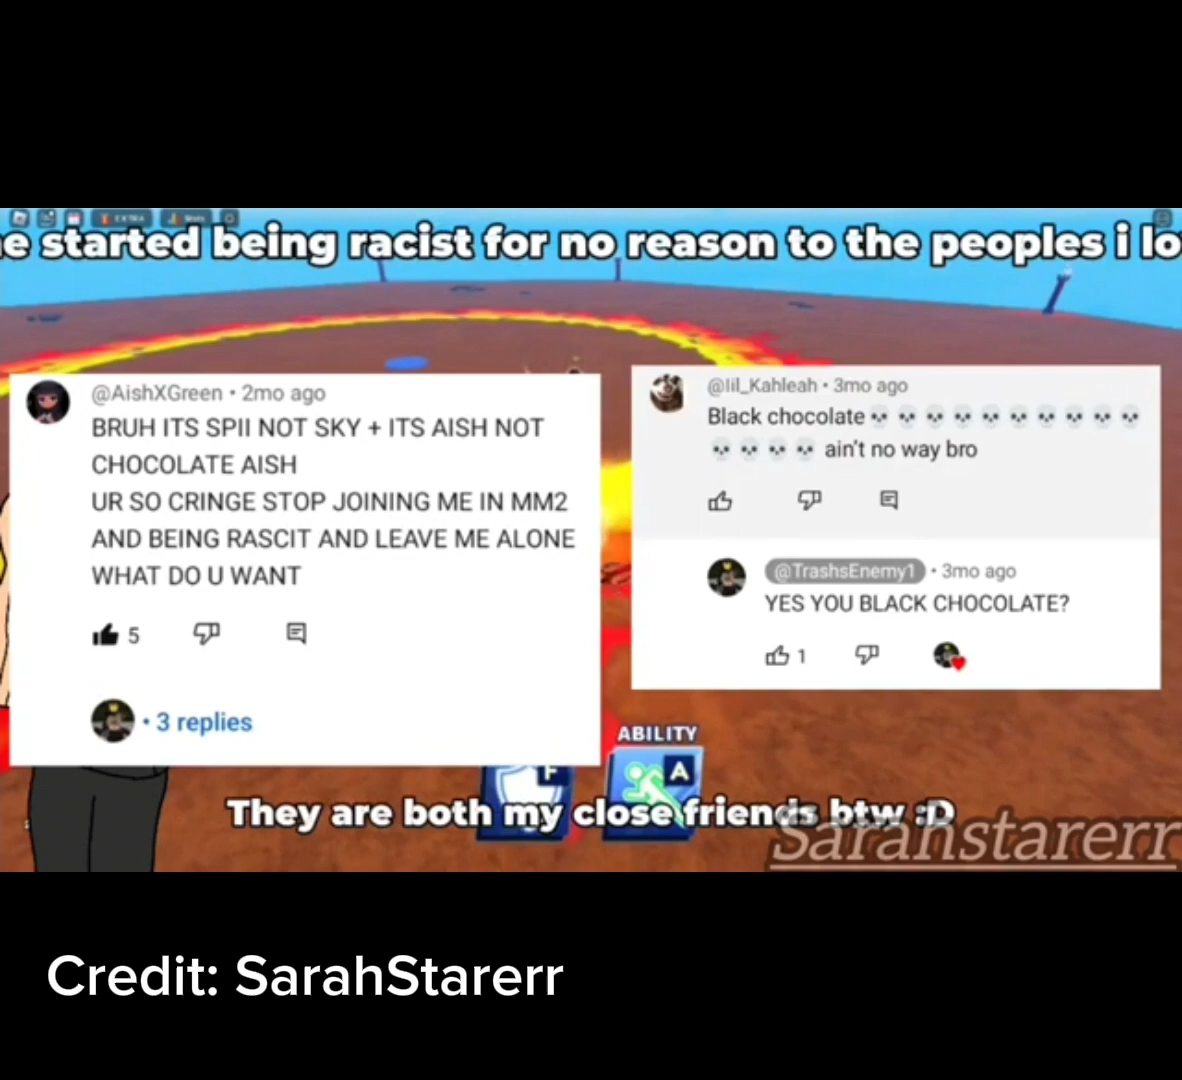 EXTRA
e started being racist for no reason to the peoples i lo
@AishXGreen • 2mo ago
BRUH ITS SPII NOT SKY + ITS AISH NOT
CHOCOLATE AISH
UR SO CRINGE STOP JOINING ME IN MM2
AND BEING RASCIT AND LEAVE ME ALONE
WHAT DO U WANT
5
• 3 replies
@lil_Kahleah • 3mo ago
Black chocolate 💀 💀 💀 💀 💀 💀 💀 💀 💀 💀
💀 💀 💀 💀 ain't no way bro
@TrashsEnemy1 • 3mo ago
YES YOU BLACK CHOCOLATE?
1
ABILITY
F
A
They are both my close friends btw :D
Sarahstarerr
Credit: SarahStarerr